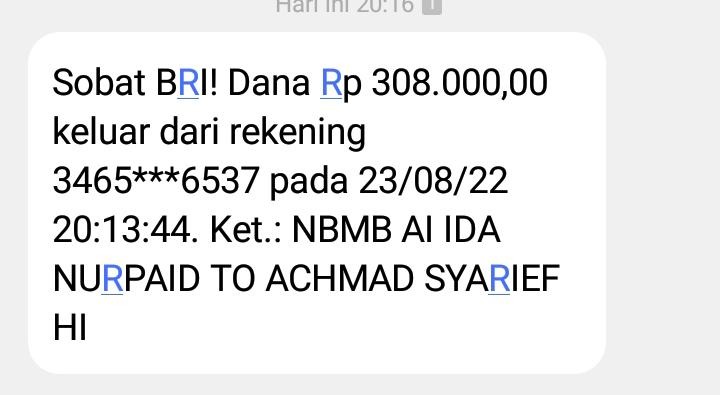 Hari ini 20:16 1
Sobat BRI! Dana Rp 308.000,00
keluar dari rekening
3465***6537 pada 23/08/22
20:13:44. Ket.: NBMB AI IDA
NURPAID TO ACHMAD SYARIEF
HI